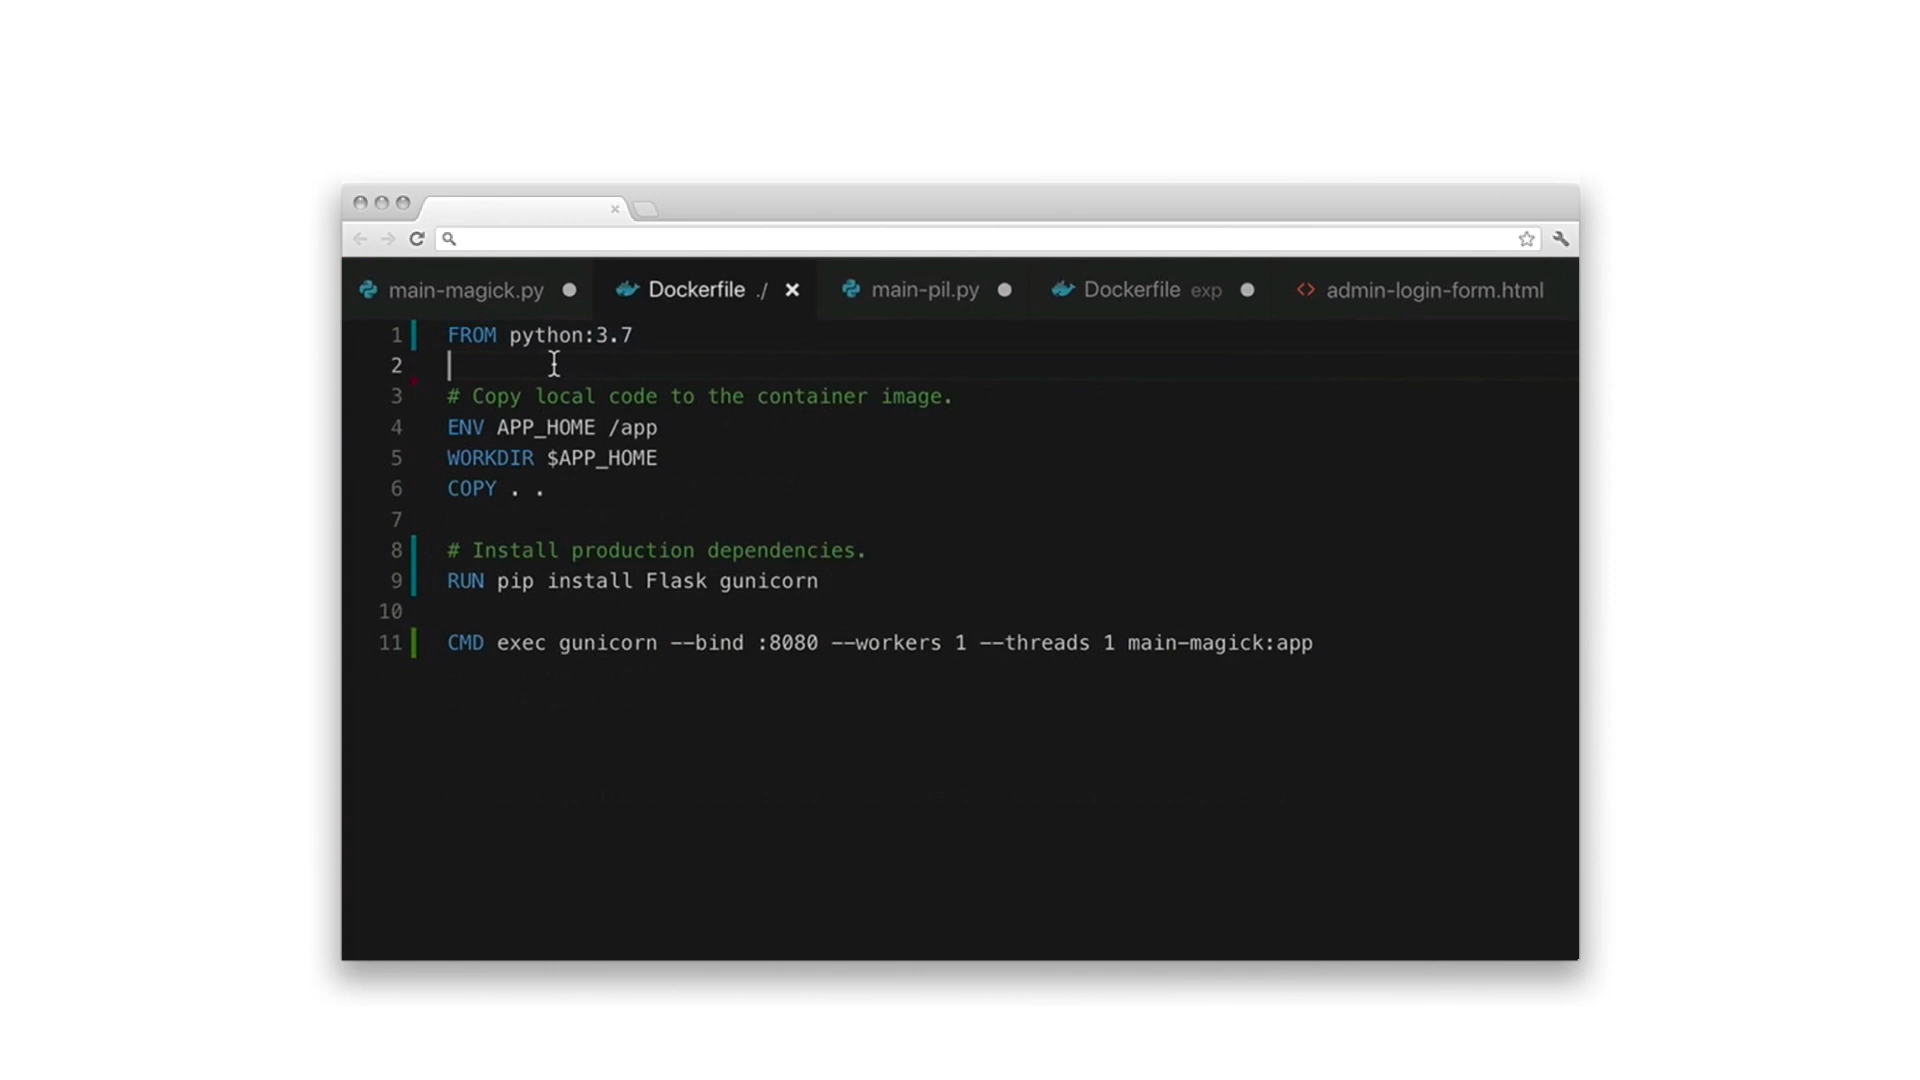 main-magick.py
Dockerfile ./
main-pil.py
Dockerfile exp
admin-login-form.html
1 FROM python:3.7
2
3 # Copy local code to the container image.
4 ENV APP_HOME /app
5 WORKDIR $APP_HOME
6 COPY . .
7
8 # Install production dependencies.
9 RUN pip install Flask gunicorn
10
11 CMD exec gunicorn --bind :8080 --workers 1 --threads 1 main-magick:app